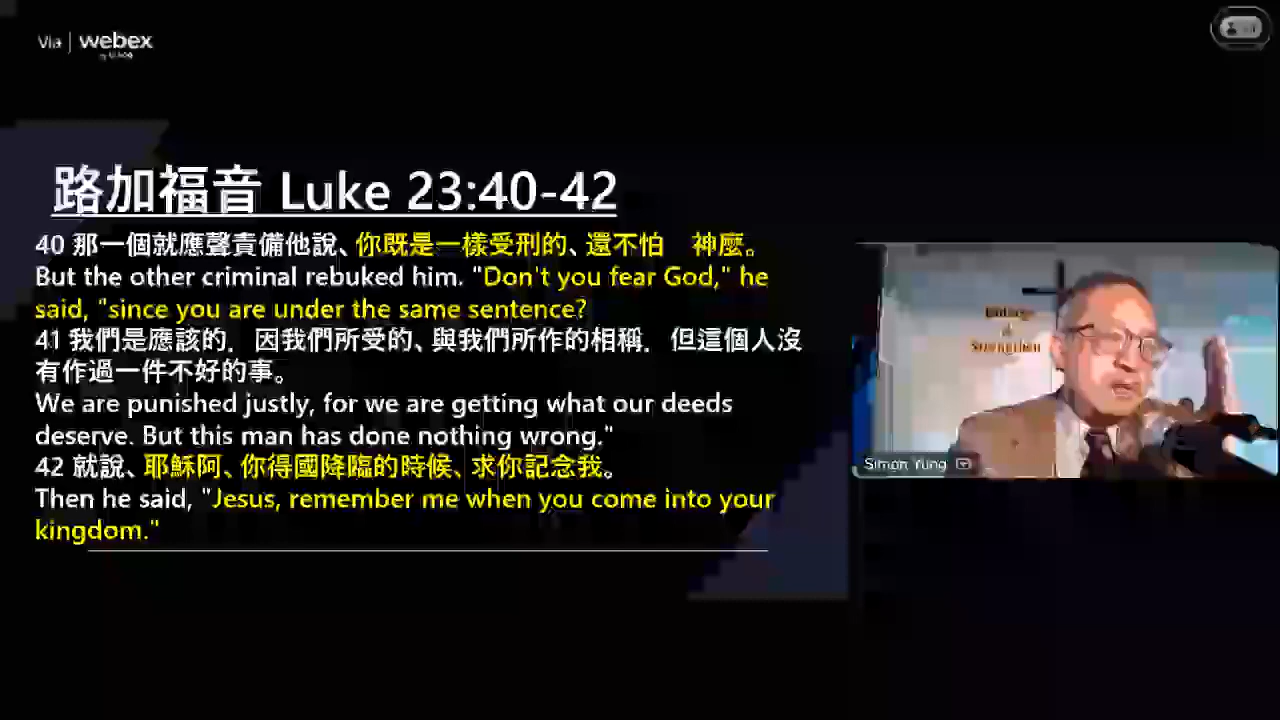 Via | webex
路加福音 Luke 23:40-42
40 那一個就應聲責備他說、你既是一樣受刑的、還不怕　神麼。
But the other criminal rebuked him. "Don't you fear God," he
said, "since you are under the same sentence?
41 我們是應該的．因我們所受的、與我們所作的相稱．但這個人沒
有作過一件不好的事。
We are punished justly, for we are getting what our deeds
deserve. But this man has done nothing wrong."
42 就說、耶穌阿、你得國降臨的時候、求你記念我。
Then he said, "Jesus, remember me when you come into your
kingdom."
Strengthen
Simon Yung